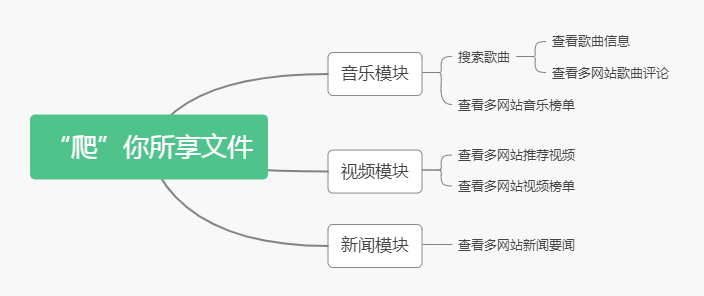 “爬”你所享文件
音乐模块
搜索歌曲
查看歌曲信息
查看多网站歌曲评论
查看多网站音乐榜单
视频模块
查看多网站推荐视频
查看多网站视频榜单
新闻模块
查看多网站新闻要闻